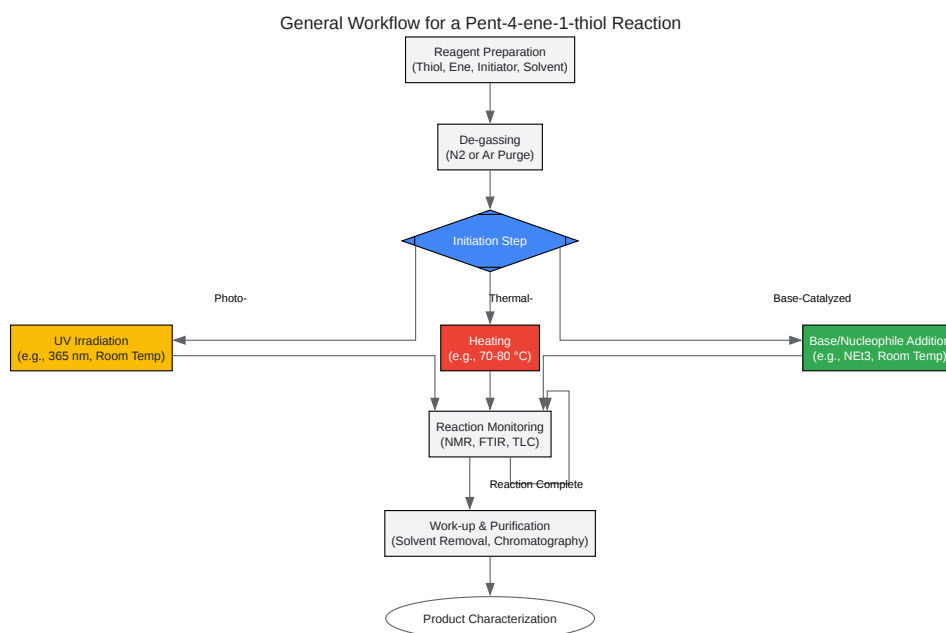 General Workflow for a Pent-4-ene-1-thiol Reaction
Reagent Preparation
(Thiol, Ene, Initiator, Solvent)
De-gassing
(N2 or Ar Purge)
Initiation Step
Photo-
Thermal-
Base-Catalyzed
UV Irradiation
(e.g., 365 nm, Room Temp)
Heating
(e.g., 70-80 °C)
Base/Nucleophile Addition
(e.g., NEt3, Room Temp)
Reaction Monitoring
(NMR, FTIR, TLC)
Reaction Complete
Work-up & Purification
(Solvent Removal, Chromatography)
Product Characterization